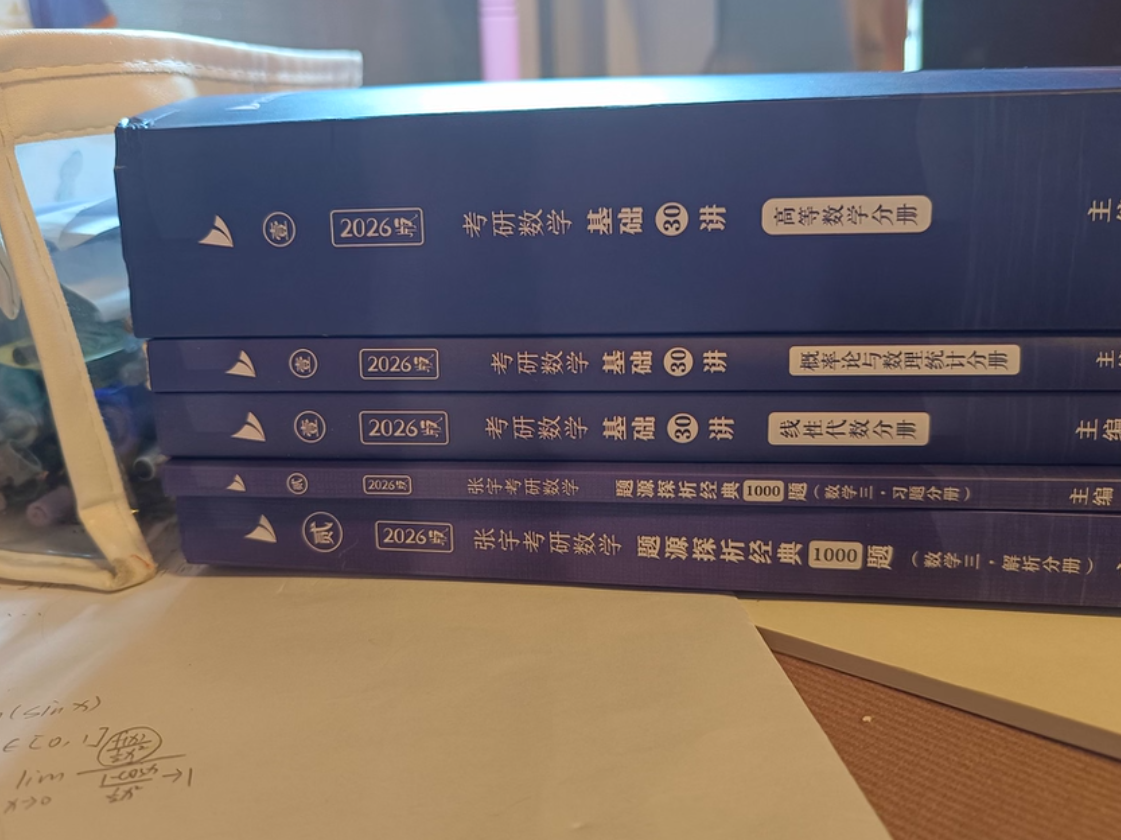 壹 2026版 考研数学 基础 30 讲 高等数学分册 主编
壹 2026版 考研数学 基础 30 讲 概率论与数理统计分册 主编
壹 2026版 考研数学 基础 30 讲 线性代数分册 主编
贰 2026版 张宇考研数学 题源探析经典 1000 题(数学三·习题分册) 主编
贰 2026版 张宇考研数学 题源探析经典 1000 题(数学三·解析分册)
(sin x)
lim